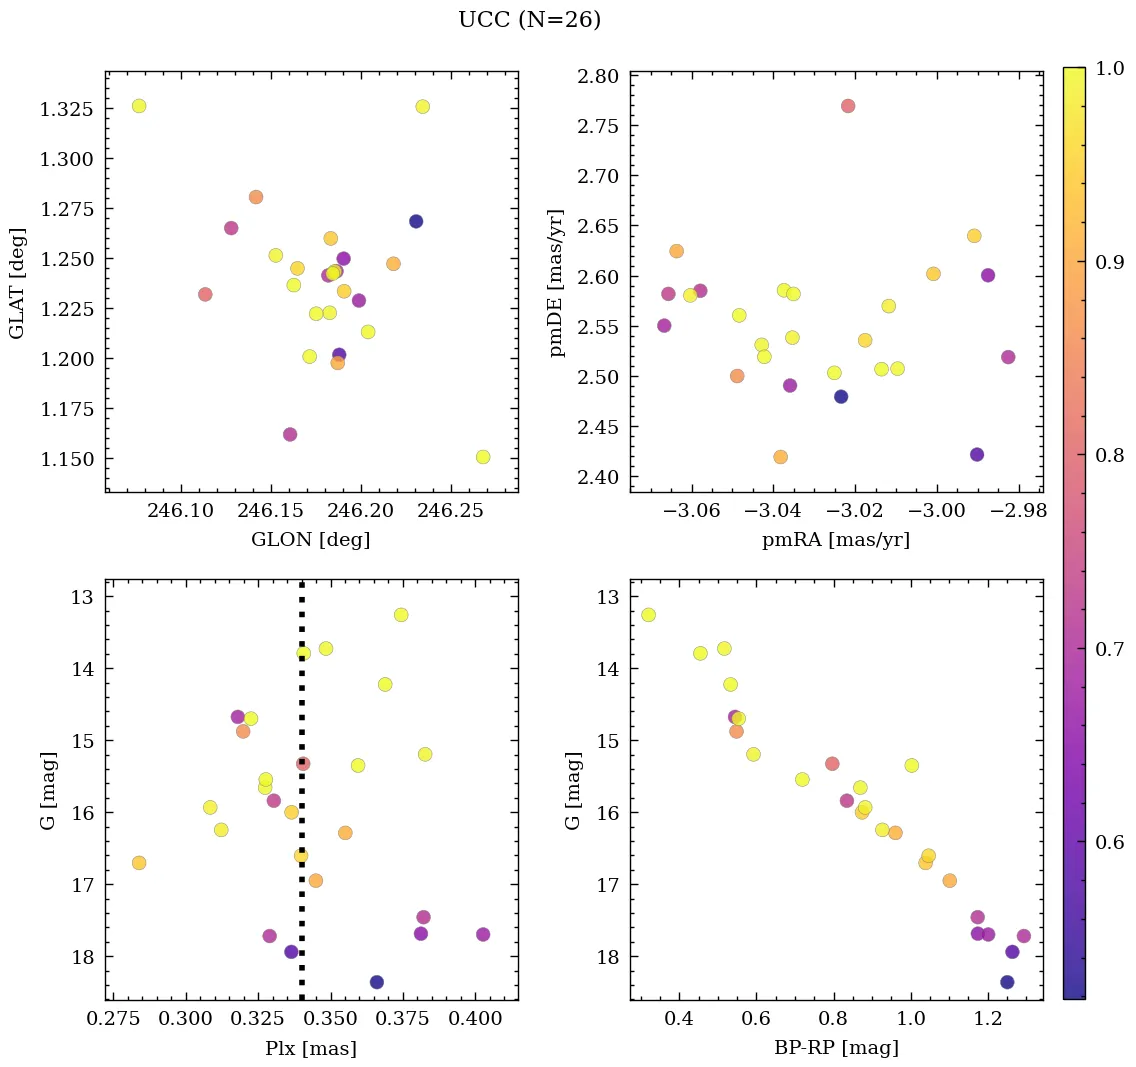 UCC (N=26)
1.325
1.300
1.275
1.250
1.225
1.200
1.175
1.150
GLAT [deg]
246.10 246.15 246.20 246.25
GLON [deg]
2.80
2.75
2.70
2.65
2.60
2.55
2.50
2.45
2.40
pmDE [mas/yr]
−3.06 −3.04 −3.02 −3.00 −2.98
pmRA [mas/yr]
1.0
0.9
0.8
0.7
0.6
13
14
15
16
17
18
G [mag]
0.275 0.300 0.325 0.350 0.375 0.400
Plx [mas]
13
14
15
16
17
18
G [mag]
0.4 0.6 0.8 1.0 1.2
BP-RP [mag]